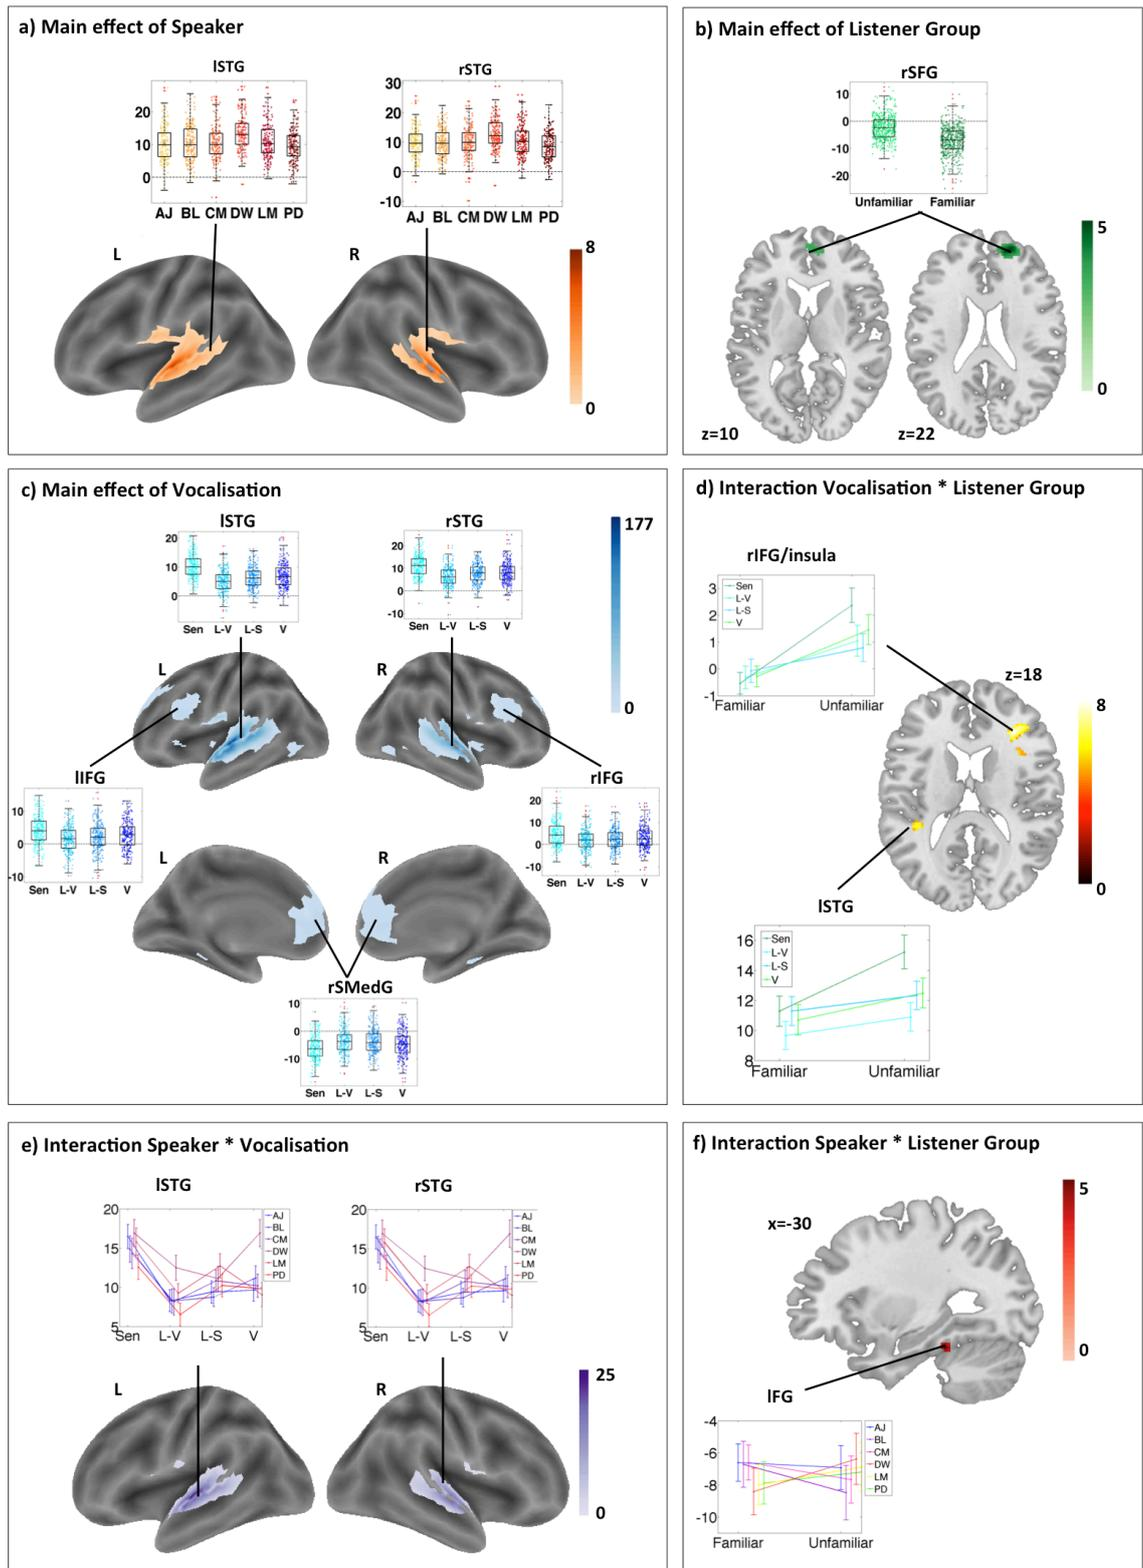 a) Main effect of Speaker
lSTG
rSTG
20
10
0
30
20
10
0
-10
AJ BL CM DW LM PD
AJ BL CM DW LM PD
L
R
8
0
b) Main effect of Listener Group
rSFG
10
0
-10
-20
Unfamiliar Familiar
5
0
z=10
z=22
c) Main effect of Vocalisation
lSTG
rSTG
20
10
0
20
10
0
-10
Sen L-V L-S V
Sen L-V L-S V
177
0
L
R
lIFG
rIFG
10
0
-10
20
10
0
-10
Sen L-V L-S V
Sen L-V L-S V
L
R
rSMedG
10
0
-10
Sen L-V L-S V
d) Interaction Vocalisation * Listener Group
rIFG/insula
3
2
1
0
-1
Sen
L-V
L-S
V
Familiar Unfamiliar
z=18
8
0
lSTG
16
14
12
10
8
Sen
L-V
L-S
V
Familiar Unfamiliar
e) Interaction Speaker * Vocalisation
lSTG
rSTG
20
15
10
5
AJ
BL
CM
DW
LM
PD
Sen L-V L-S V
20
15
10
5
AJ
BL
CM
DW
LM
PD
Sen L-V L-S V
L
R
25
0
f) Interaction Speaker * Listener Group
x=-30
5
0
lFG
-4
-6
-8
-10
AJ
BL
CM
DW
LM
PD
Familiar Unfamiliar